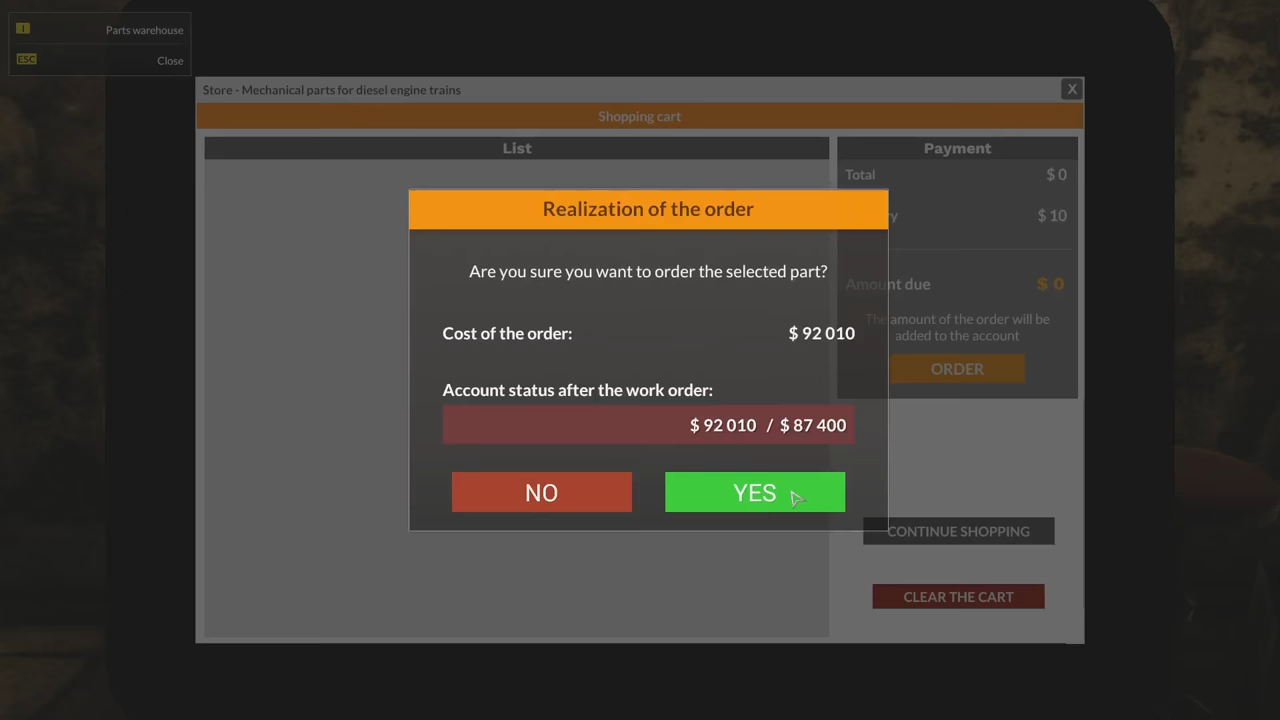 I Parts warehouse
ESC Close
Store - Mechanical parts for diesel engine trains X
Shopping cart
List
Payment
Total $ 0
$ 10
Realization of the order
Are you sure you want to order the selected part?
Cost of the order: $ 92 010
Account status after the work order:
$ 92 010 / $ 87 400
NO YES
Amount due $ 0
The amount of the order will be
added to the account
ORDER
CONTINUE SHOPPING
CLEAR THE CART